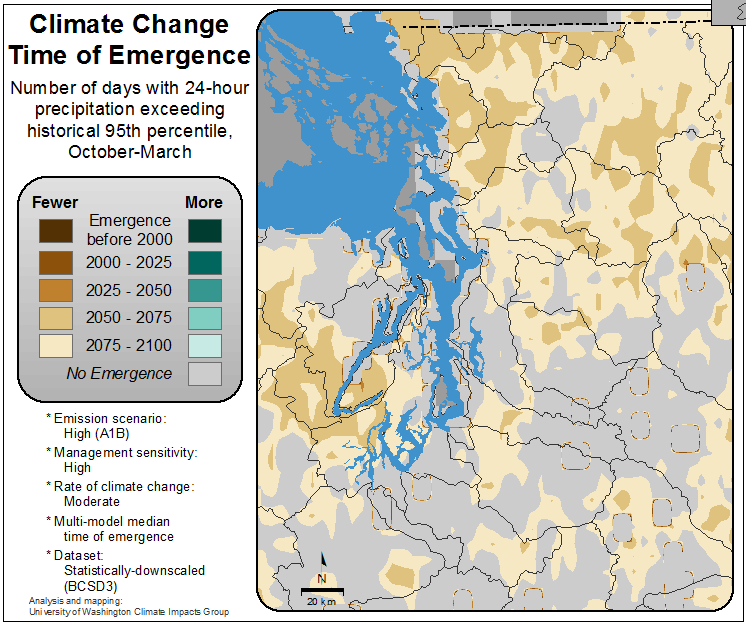 Climate Change
Time of Emergence
Number of days with 24-hour
precipitation exceeding
historical 95th percentile,
October-March
Fewer More
Emergence
before 2000
2000 - 2025
2025 - 2050
2050 - 2075
2075 - 2100
No Emergence
* Emission scenario:
High (A1B)
* Management sensitivity:
High
* Rate of climate change:
Moderate
* Multi-model median
time of emergence
* Dataset:
Statistically-downscaled
(BCSD3)
Analysis and mapping:
University of Washington Climate Impacts Group
N
20 km